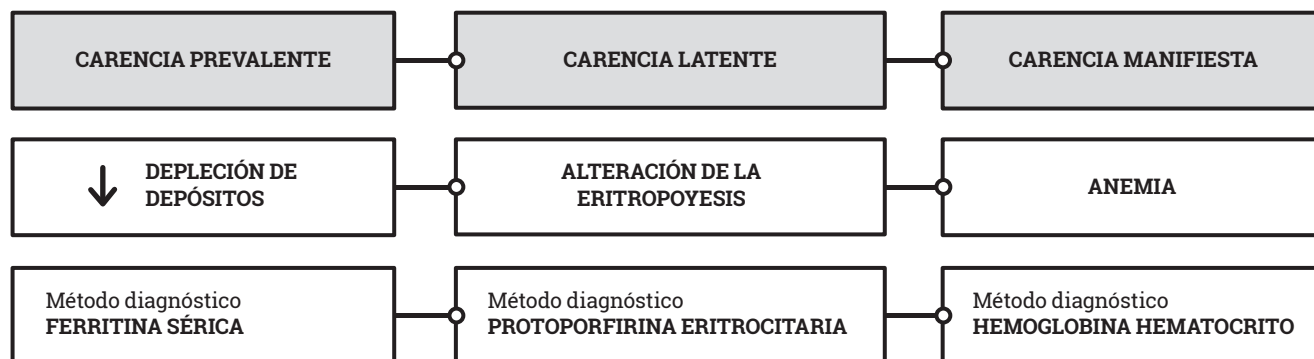 CARENCIA PREVALENTE
CARENCIA LATENTE
CARENCIA MANIFIESTA
DEPLECIÓN DE
DEPÓSITOS
ALTERACIÓN DE LA
ERITROPOYESIS
ANEMIA
Método diagnóstico
FERRITINA SÉRICA
Método diagnóstico
PROTOPORFIRINA ERITROCITARIA
Método diagnóstico
HEMOGLOBINA HEMATOCRITO